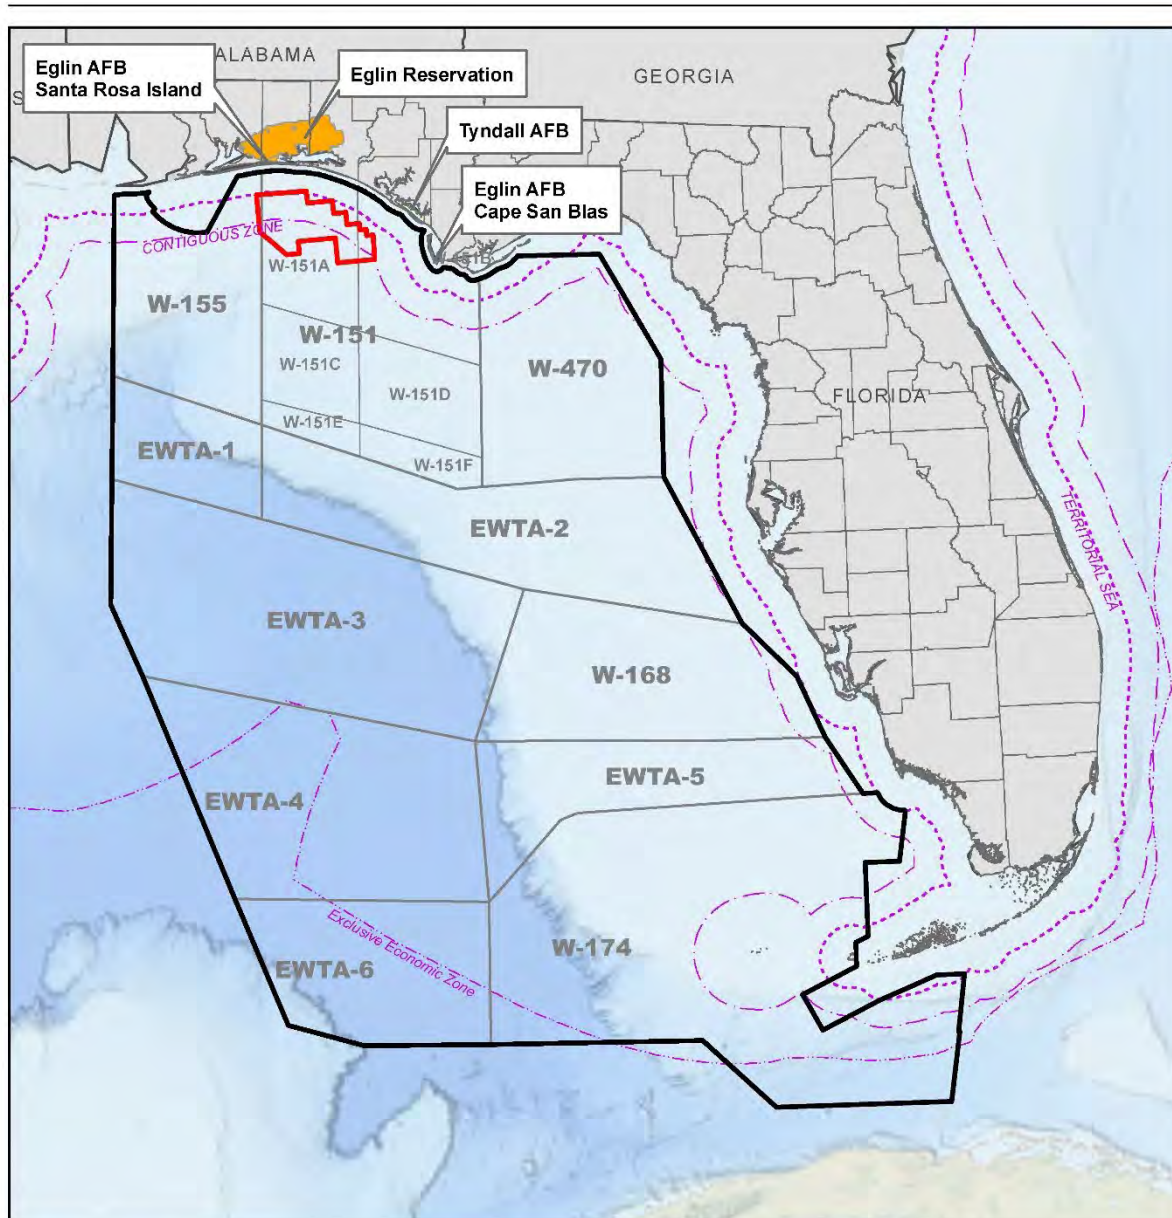 ALABAMA
Eglin AFB
Santa Rosa Island
Eglin Reservation
GEORGIA
S
Tyndall AFB
Eglin AFB
Cape San Blas
CONTIGUOUS ZONE
W-151A
W-151B
W-155
W-151
W-151C
W-470
W-151D
FLORIDA
W-151E
EWTA-1
W-151F
EWTA-2
TERRITORIAL SEA
EWTA-3
W-168
EWTA-5
EWTA-4
Exclusive Economic Zone
W-174
EWTA-6